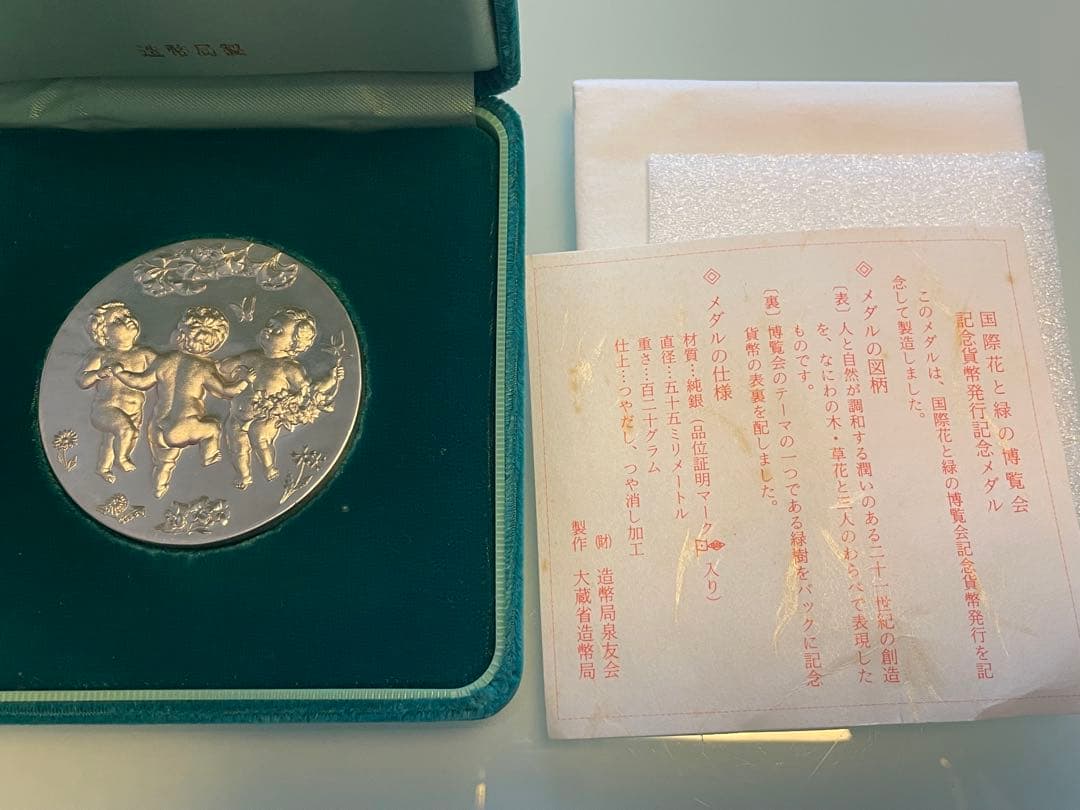 造幣局製
国際花と緑の博覧会
記念貨幣発行記念メダル
このメダルは、国際花と緑の博覧会記念貨幣発行を記
念して製造しました。
◈ メダルの図柄
〔表〕人と自然が調和する潤いのある二十一世紀の創造
を、なにわの木・草花と三人のわらべで表現した
ものです。
〔裏〕博覧会のテーマの一つである緑樹をバックに記念
貨幣の表裏を配しました。
◈ メダルの仕様
材質…純銀(品位証明マーク入り)
直径…五十五ミリメートル
重さ…百二十グラム
仕上…つやだし、つや消し加工
㈶ 造幣局泉友会
製作 大蔵省造幣局